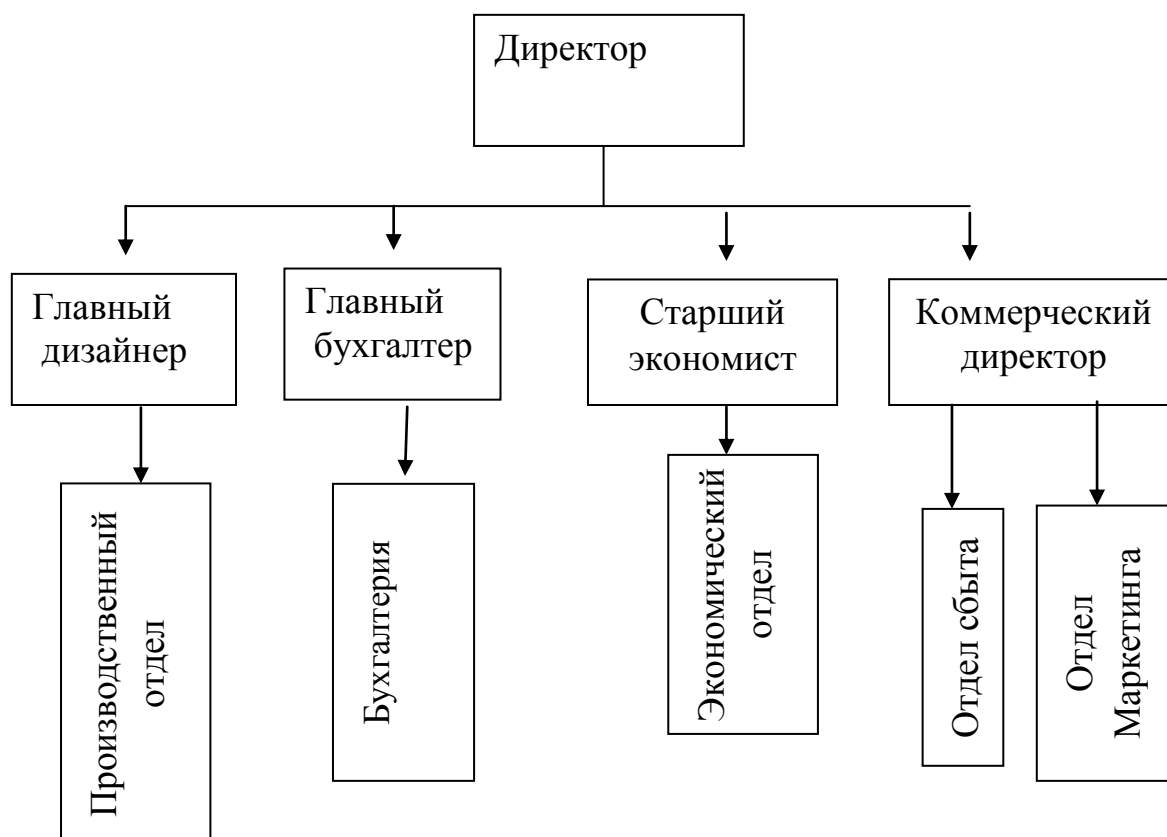 Директор
Главный
дизайнер
Главный
бухгалтер
Старший
экономист
Коммерческий
директор
Производственный
отдел
Бухгалтерия
Экономический
отдел
Отдел сбыта
Отдел
Маркетинга